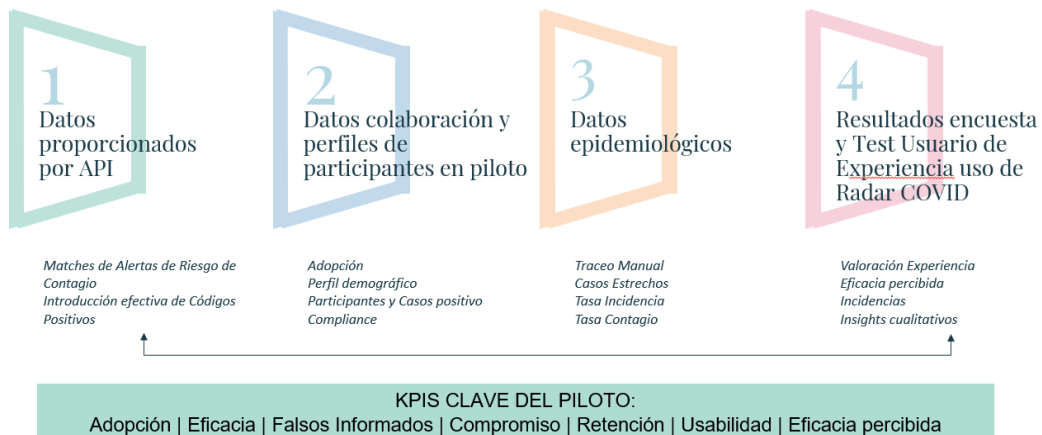 1
Datos
proporcionados
por API
Matches de Alertas de Riesgo de
Contagio
Introducción efectiva de Códigos
Positivos
2
Datos colaboración y
perfiles de
participantes en piloto
Adopción
Perfil demográfico
Participantes y Casos positivo
Compliance
3
Datos
epidemiológicos
Traceo Manual
Casos Estrechos
Tasa Incidencia
Tasa Contagio
4
Resultados encuesta
y Test Usuario de
Experiencia uso de
Radar COVID
Valoración Experiencia
Eficacia percibida
Incidencias
Insights cualitativos
KPIS CLAVE DEL PILOTO:
Adopción | Eficacia | Falsos Informados | Compromiso | Retención | Usabilidad | Eficacia percibida